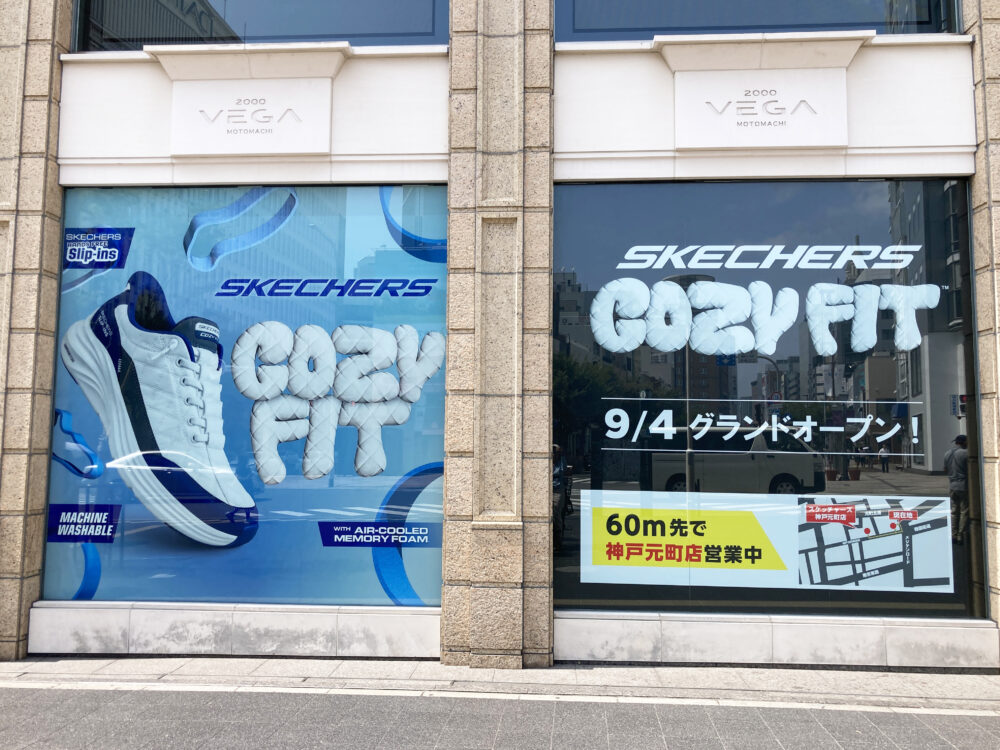 2000
VEGA
MOTOMACHI
2000
VEGA
MOTOMACHI
SKECHERS
HANDS FREE
Slip-ins
SKECHERS
COZY
FIT
MACHINE
WASHABLE
WITH AIR-COOLED
MEMORY FOAM
SKECHERS
COZY FIT™
9/4 グランドオープン！
60m先で
神戸元町店営業中
スケッチャーズ
神戸元町店
現在地